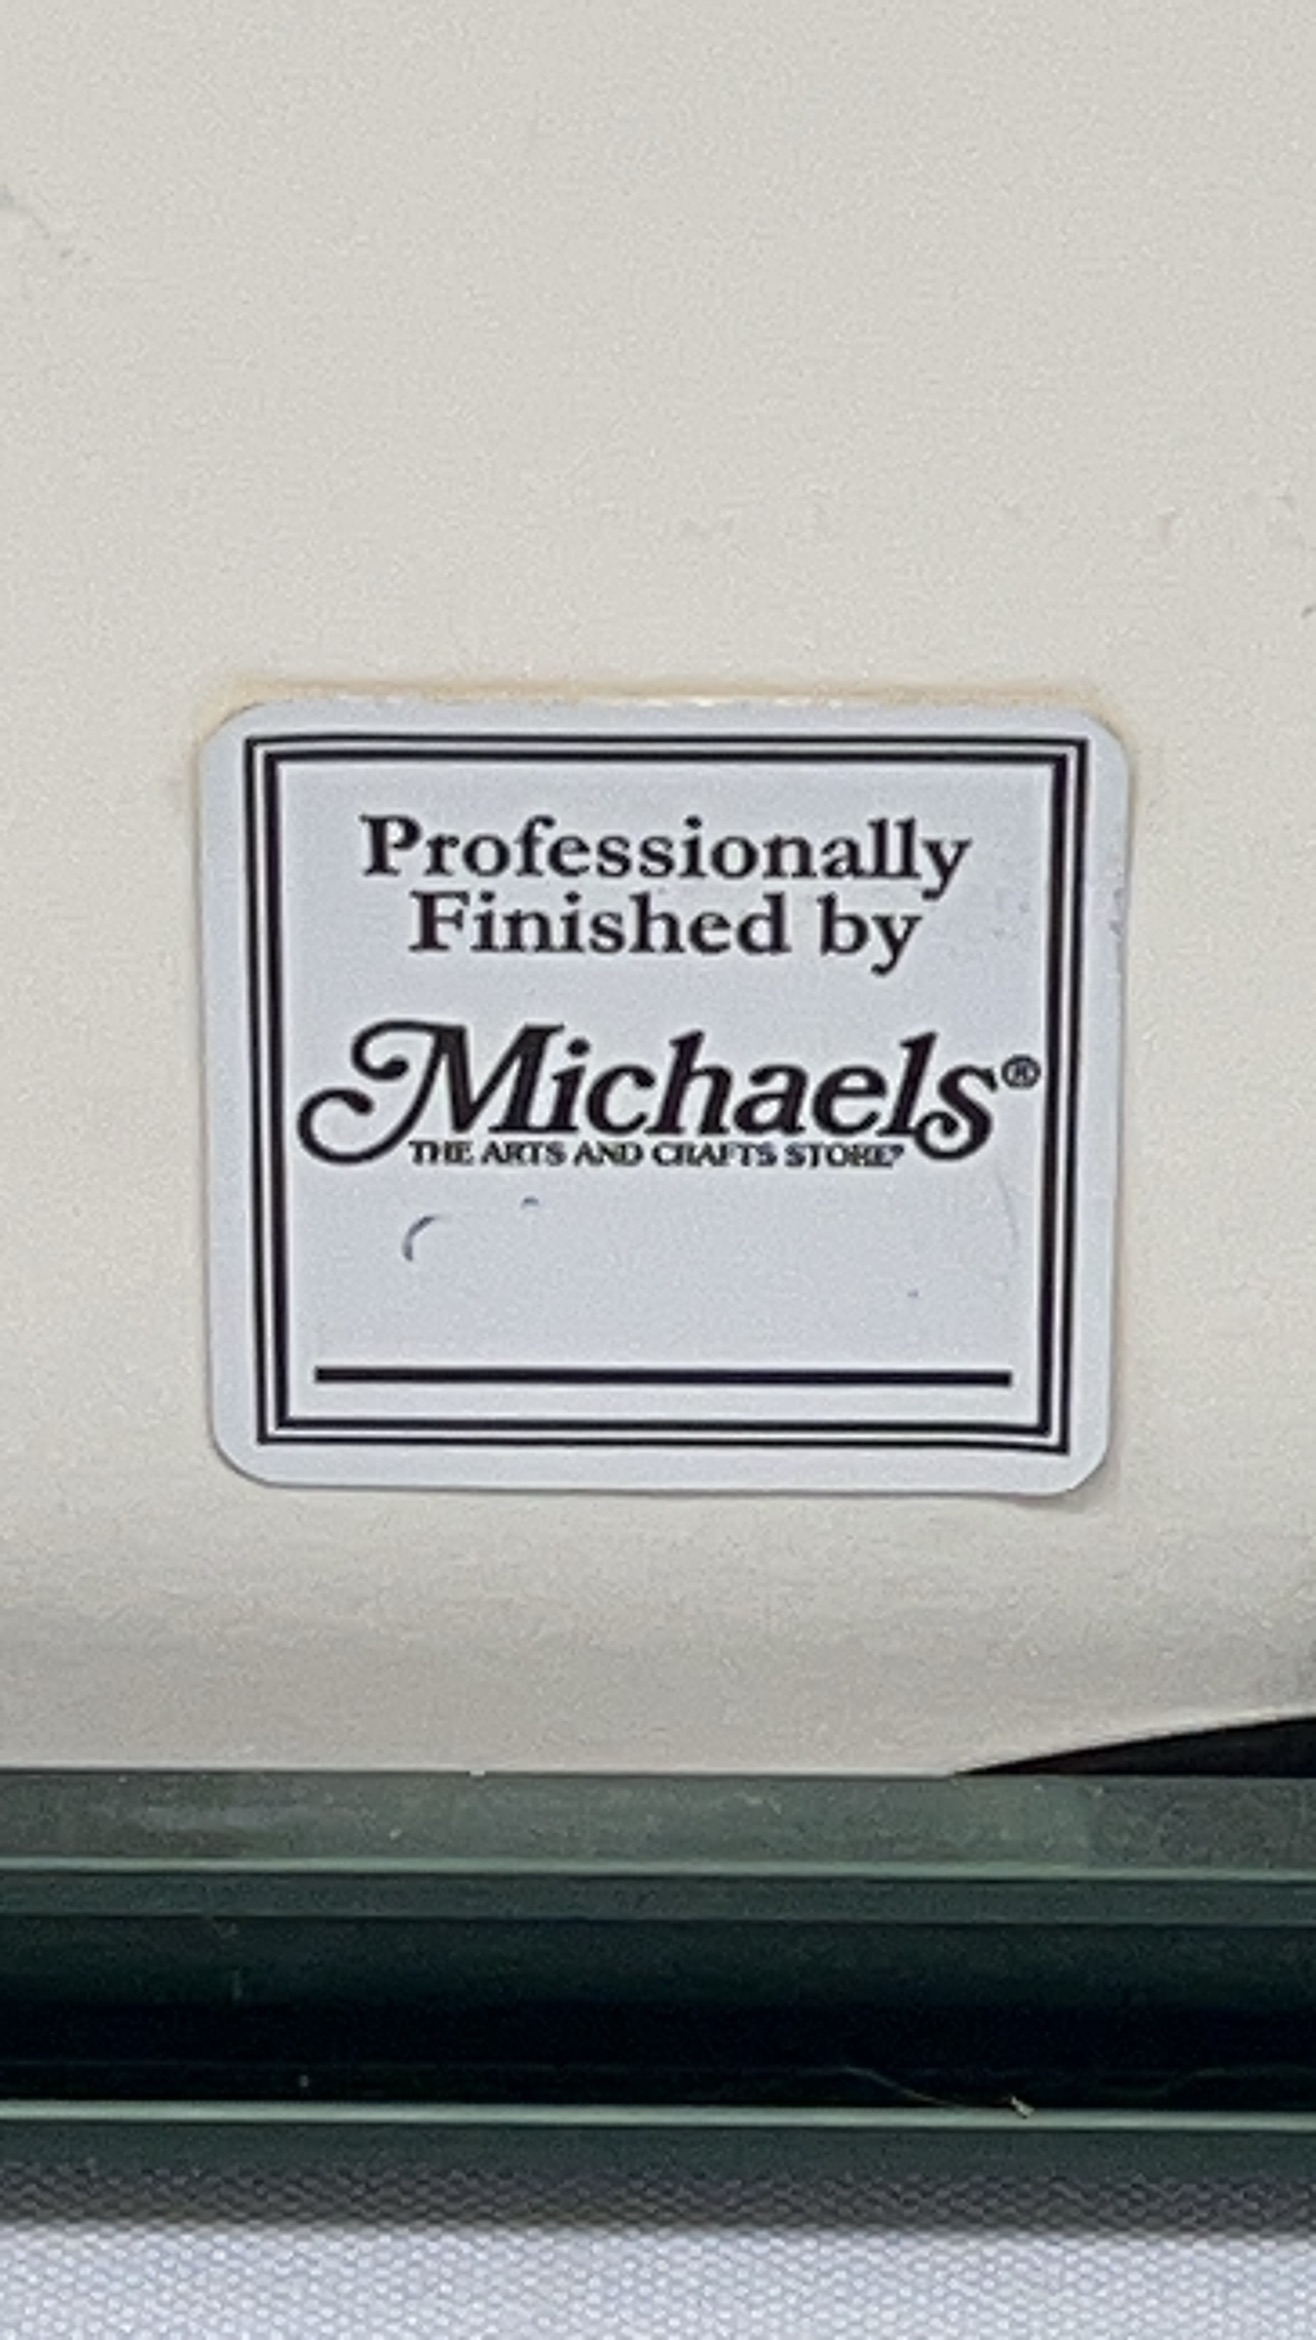 Professionally
Finished by
Michaels®
THE ARTS AND CRAFTS STORE®